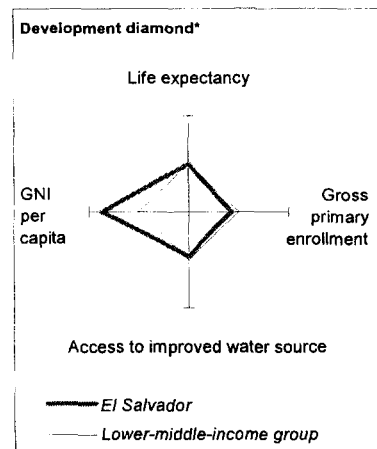 Development diamond*
Life expectancy
GNI
per
capita
Gross
primary
enrollment
Access to improved water source
El Salvador
Lower-middle-income group